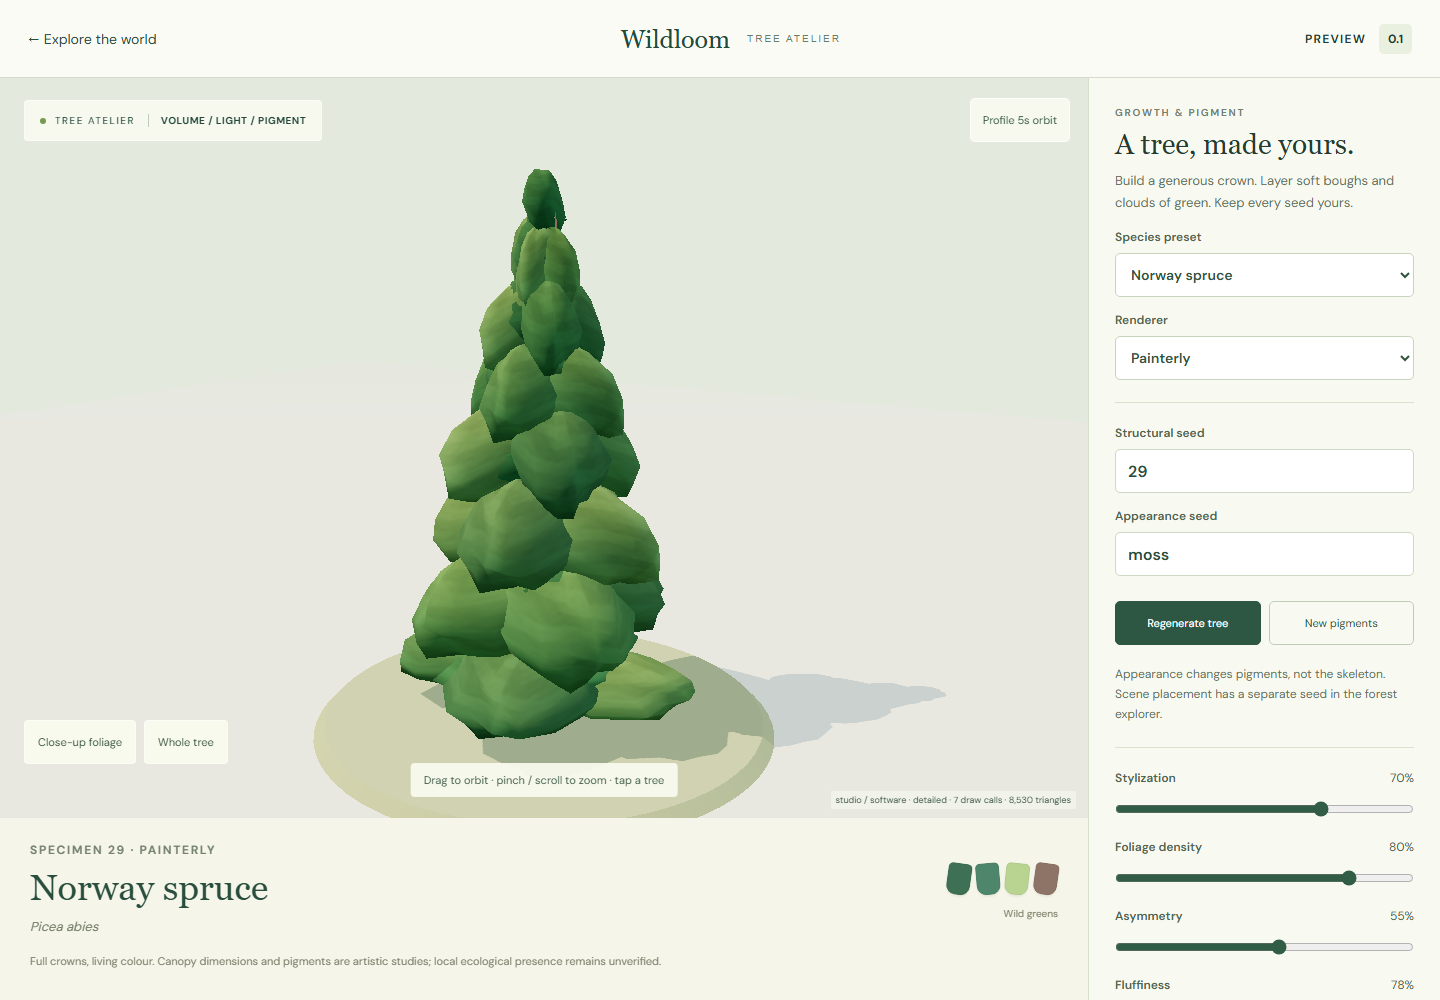 ← Explore the world
Wildloom TREE ATELIER
PREVIEW 0.1
TREE ATELIER VOLUME / LIGHT / PIGMENT
Profile 5s orbit
Close-up foliage
Whole tree
Drag to orbit · pinch / scroll to zoom · tap a tree
studio / software · detailed · 7 draw calls · 8,530 triangles
SPECIMEN 29 · PAINTERLY
Norway spruce
Picea abies
Full crowns, living colour. Canopy dimensions and pigments are artistic studies; local ecological presence remains unverified.
Wild greens
GROWTH & PIGMENT
A tree, made yours.
Build a generous crown. Layer soft boughs and
clouds of green. Keep every seed yours.
Species preset
Norway spruce
Renderer
Painterly
Structural seed
29
Appearance seed
moss
Regenerate tree
New pigments
Appearance changes pigments, not the skeleton.
Scene placement has a separate seed in the forest
explorer.
Stylization 70%
Foliage density 80%
Asymmetry 55%
Fluffiness 78%